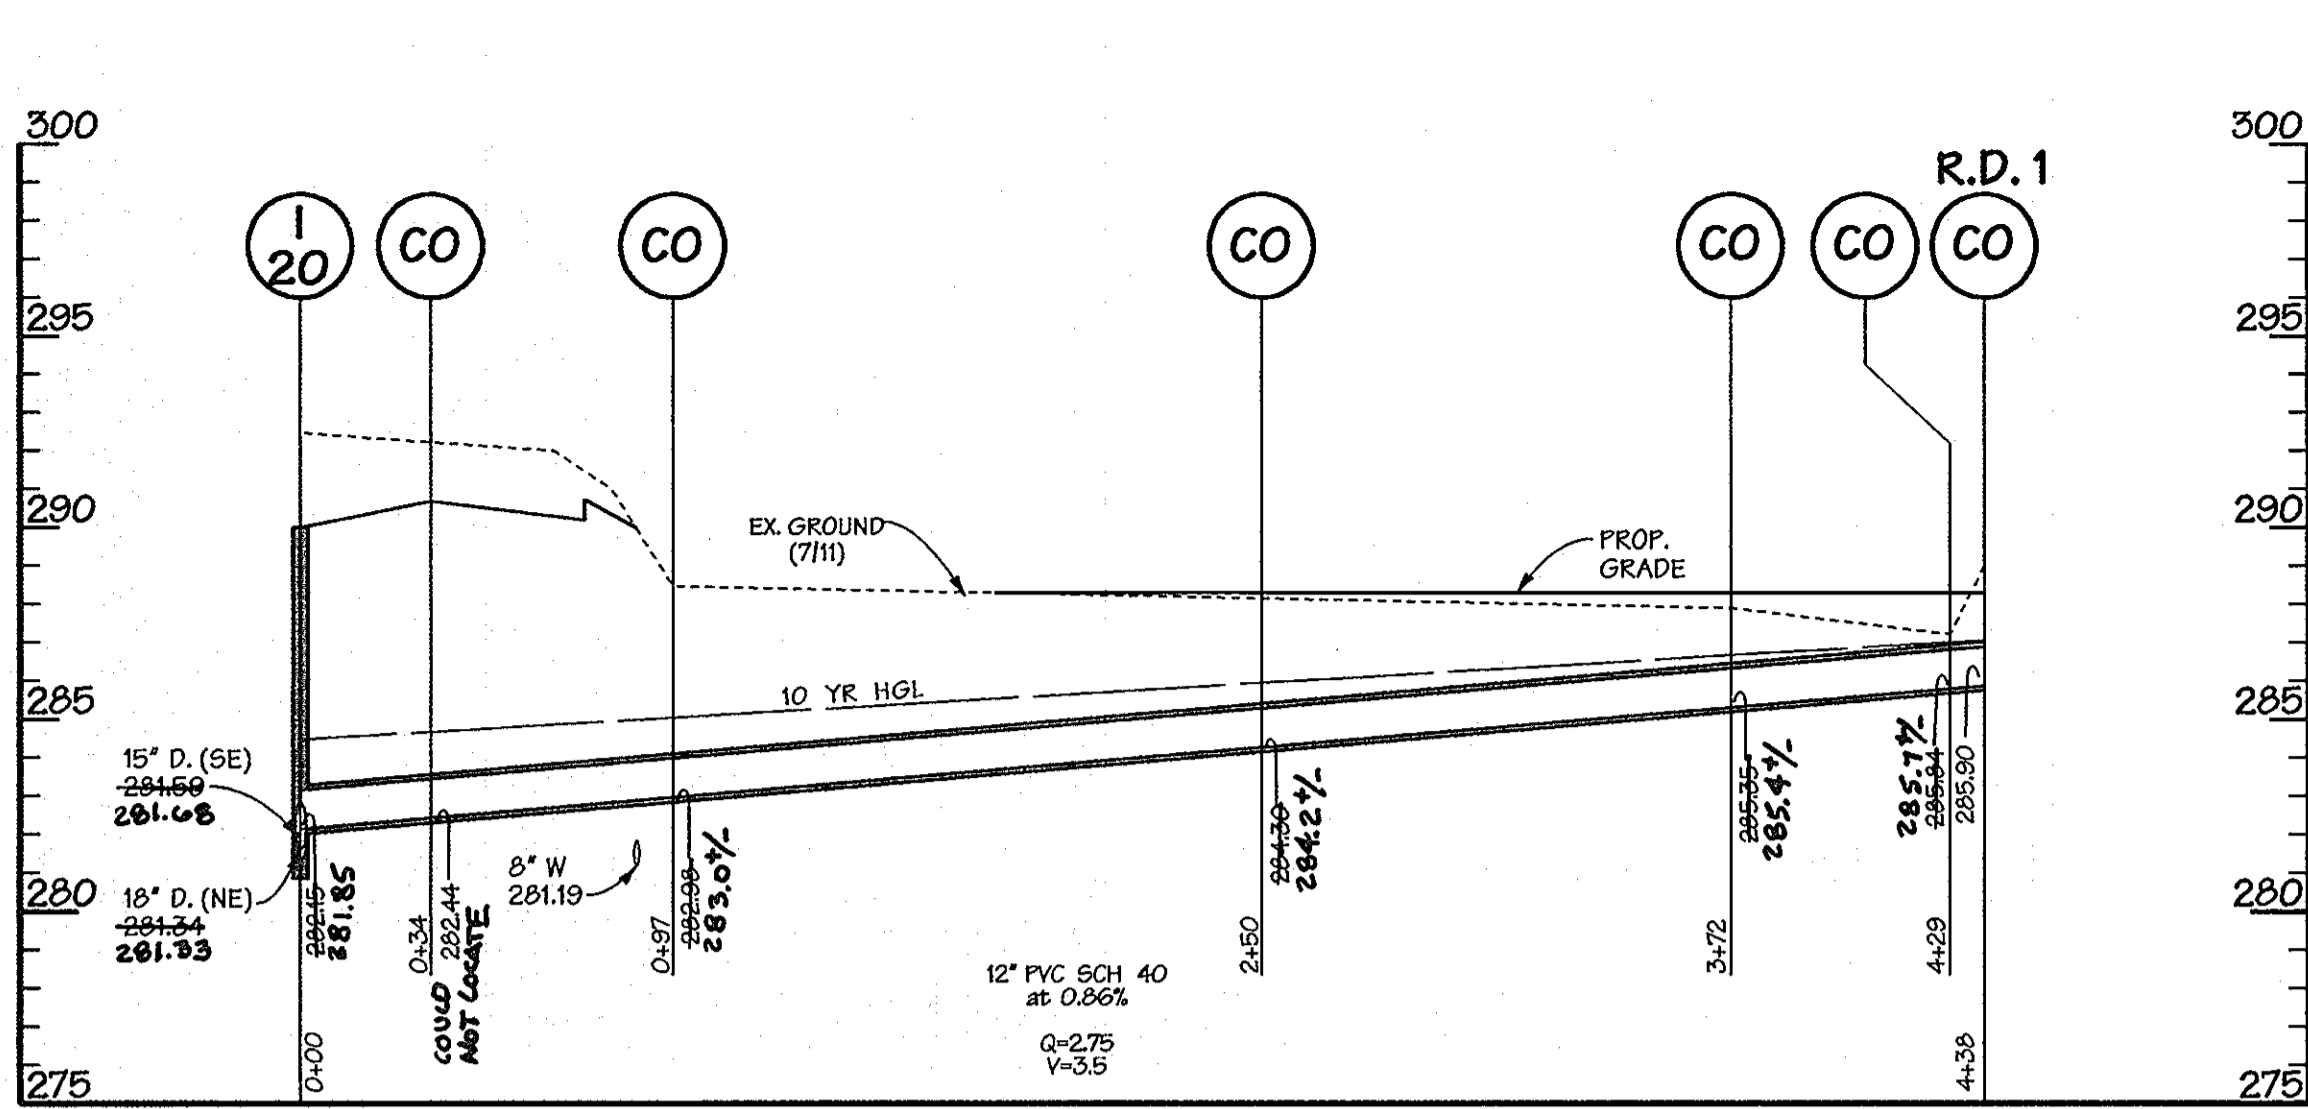 300
300
R.D. 1
I
20
CO
CO
CO
CO
CO
CO
295
295
290
290
EX. GROUND
(7/11)
PROP.
GRADE
285
285
10 YR HGL
15" D. (SE)
281.50
281.68
18" D. (NE)
281.34
281.33
280
280
282.15
281.85
0+00
0+34
282.44
COULD
NOT LOCATE
8" W
281.19
0+97
282.98
283.0+/-
12" PVC SCH 40
at 0.86%
Q=2.75
V=3.5
2+50
284.30
284.2+/-
3+72
285.35
285.4+/-
285.7+/-
285.84
4+29
285.90
4+38
275
275